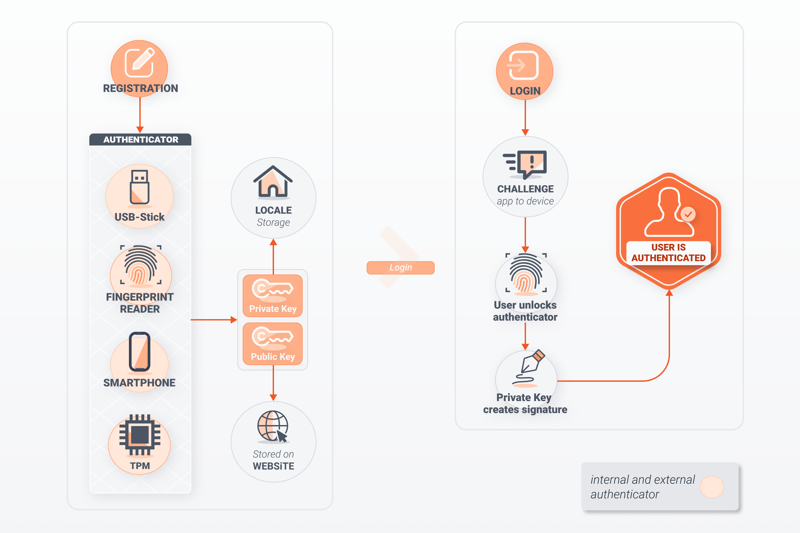 REGISTRATION
AUTHENTICATOR
USB-Stick
FINGERPRINT
READER
SMARTPHONE
TPM
LOCALE
Storage
Private Key
Public Key
Stored on
WEBSiTE
Login
LOGIN
CHALLENGE
app to device
User unlocks
authenticator
Private Key
creates signature
USER IS
AUTHENTICATED
internal and external
authenticator